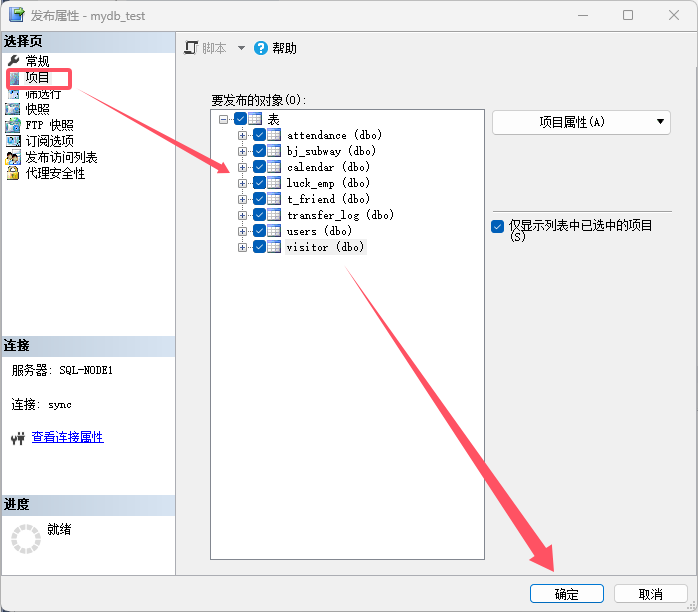 发布属性 - mydb_test
选择页
常规
项目
筛选行
快照
FTP 快照
订阅选项
发布访问列表
代理安全性
连接
服务器: SQL-NODE1
连接: sync
查看连接属性
进度
就绪
脚本
帮助
要发布的对象(O):
表
attendance (dbo)
bj_subway (dbo)
calendar (dbo)
luck_emp (dbo)
t_friend (dbo)
transfer_log (dbo)
users (dbo)
visitor (dbo)
项目属性(A)
仅显示列表中已选中的项目
(S)
确定
取消